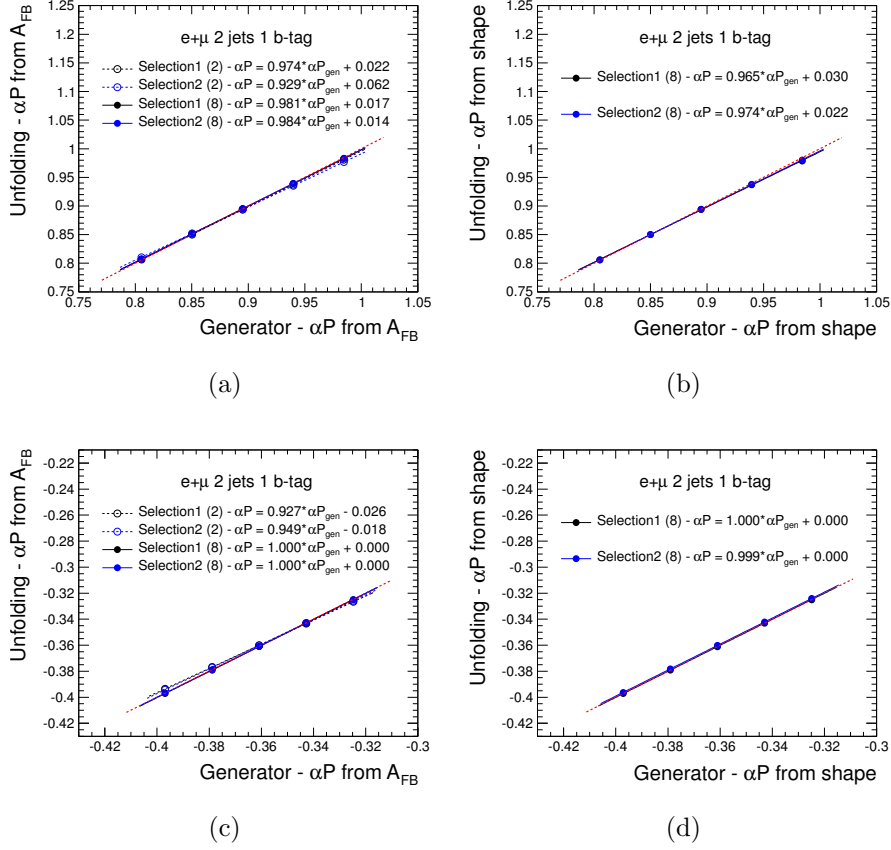 Unfolding - αP from A_FB
1.25
1.2
1.15
1.1
1.05
1
0.95
0.9
0.85
0.8
0.75
e+μ 2 jets 1 b-tag
Selection1 (2) - αP = 0.974*αP_gen + 0.022
Selection2 (2) - αP = 0.929*αP_gen + 0.062
Selection1 (8) - αP = 0.981*αP_gen + 0.017
Selection2 (8) - αP = 0.984*αP_gen + 0.014
0.75 0.8 0.85 0.9 0.95 1 1.05
Generator - αP from A_FB
(a)
Unfolding - αP from shape
1.25
1.2
1.15
1.1
1.05
1
0.95
0.9
0.85
0.8
0.75
e+μ 2 jets 1 b-tag
Selection1 (8) - αP = 0.965*αP_gen + 0.030
Selection2 (8) - αP = 0.974*αP_gen + 0.022
0.75 0.8 0.85 0.9 0.95 1 1.05
Generator - αP from shape
(b)
Unfolding - αP from A_FB
-0.22
-0.24
-0.26
-0.28
-0.3
-0.32
-0.34
-0.36
-0.38
-0.4
-0.42
e+μ 2 jets 1 b-tag
Selection1 (2) - αP = 0.927*αP_gen - 0.026
Selection2 (2) - αP = 0.949*αP_gen - 0.018
Selection1 (8) - αP = 1.000*αP_gen + 0.000
Selection2 (8) - αP = 1.000*αP_gen + 0.000
-0.42 -0.4 -0.38 -0.36 -0.34 -0.32 -0.3
Generator - αP from A_FB
(c)
Unfolding - αP from shape
-0.22
-0.24
-0.26
-0.28
-0.3
-0.32
-0.34
-0.36
-0.38
-0.4
-0.42
e+μ 2 jets 1 b-tag
Selection1 (8) - αP = 1.000*αP_gen + 0.000
Selection2 (8) - αP = 0.999*αP_gen + 0.000
-0.42 -0.4 -0.38 -0.36 -0.34 -0.32 -0.3
Generator - αP from shape
(d)